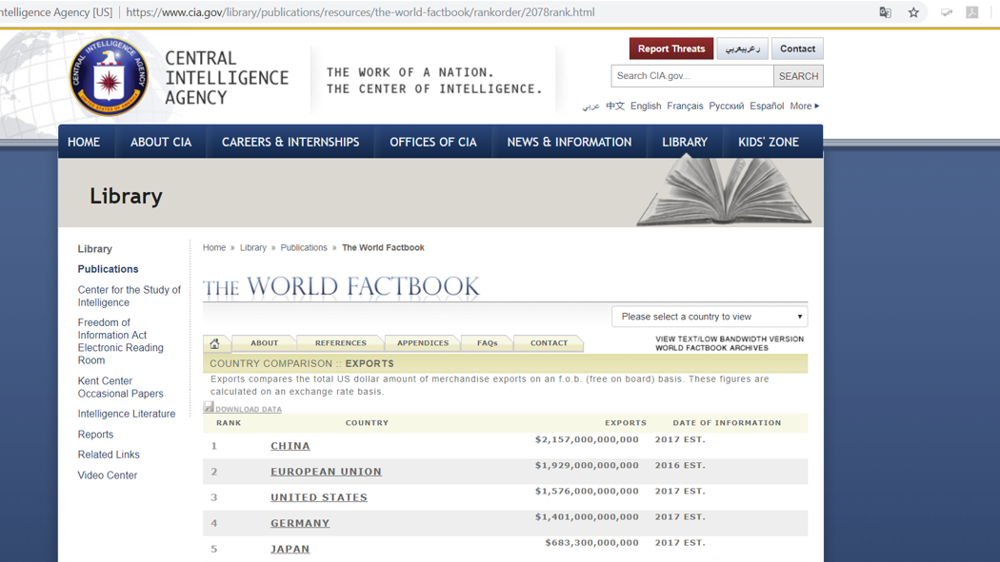 ntelligence Agency [US] https://www.cia.gov/library/publications/resources/the-world-factbook/rankorder/2078rank.html
CENTRAL INTELLIGENCE AGENCY
UNITED STATES OF AMERICA
CENTRAL
INTELLIGENCE
AGENCY
THE WORK OF A NATION.
THE CENTER OF INTELLIGENCE.
Report Threats Contact
Search CIA.gov... SEARCH
عربي 中文 English Français Русский Español More
HOME ABOUT CIA CAREERS & INTERNSHIPS OFFICES OF CIA NEWS & INFORMATION LIBRARY KIDS' ZONE
Library
Library
Publications
Center for the Study of
Intelligence
Freedom of
Information Act
Electronic Reading
Room
Kent Center
Occasional Papers
Intelligence Literature
Reports
Related Links
Video Center
Home » Library » Publications » The World Factbook
THE WORLD FACTBOOK
Please select a country to view
ABOUT REFERENCES APPENDICES FAQs CONTACT
VIEW TEXT/LOW BANDWIDTH VERSION
WORLD FACTBOOK ARCHIVES
COUNTRY COMPARISON :: EXPORTS
Exports compares the total US dollar amount of merchandise exports on an f.o.b. (free on board) basis. These figures are
calculated on an exchange rate basis.
DOWNLOAD DATA
RANK COUNTRY EXPORTS DATE OF INFORMATION
1 CHINA $2,157,000,000,000 2017 EST.
2 EUROPEAN UNION $1,929,000,000,000 2016 EST.
3 UNITED STATES $1,576,000,000,000 2017 EST.
4 GERMANY $1,401,000,000,000 2017 EST.
5 JAPAN $683,300,000,000 2017 EST.